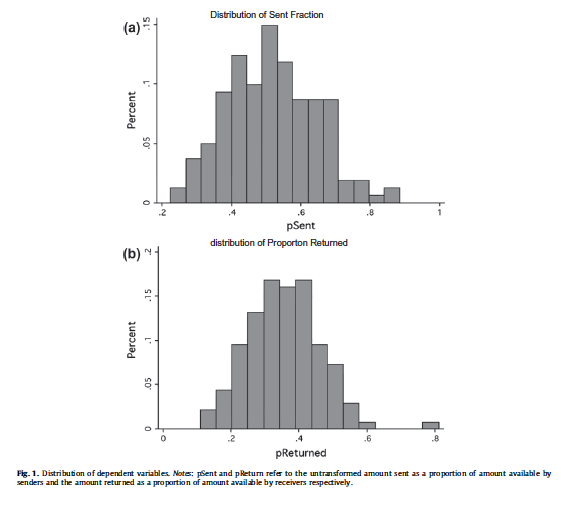 Distribution of Sent Fraction
(a)
.15
.1
.05
0
Percent
.2 .4 .6 .8 1
pSent
distribution of Proporton Returned
(b)
.2
.15
.1
.05
0
Percent
0 .2 .4 .6 .8
pReturned
Fig. 1. Distribution of dependent variables. Notes: pSent and pReturn refer to the untransformed amount sent as a proportion of amount available by
senders and the amount returned as a proportion of amount available by receivers respectively.